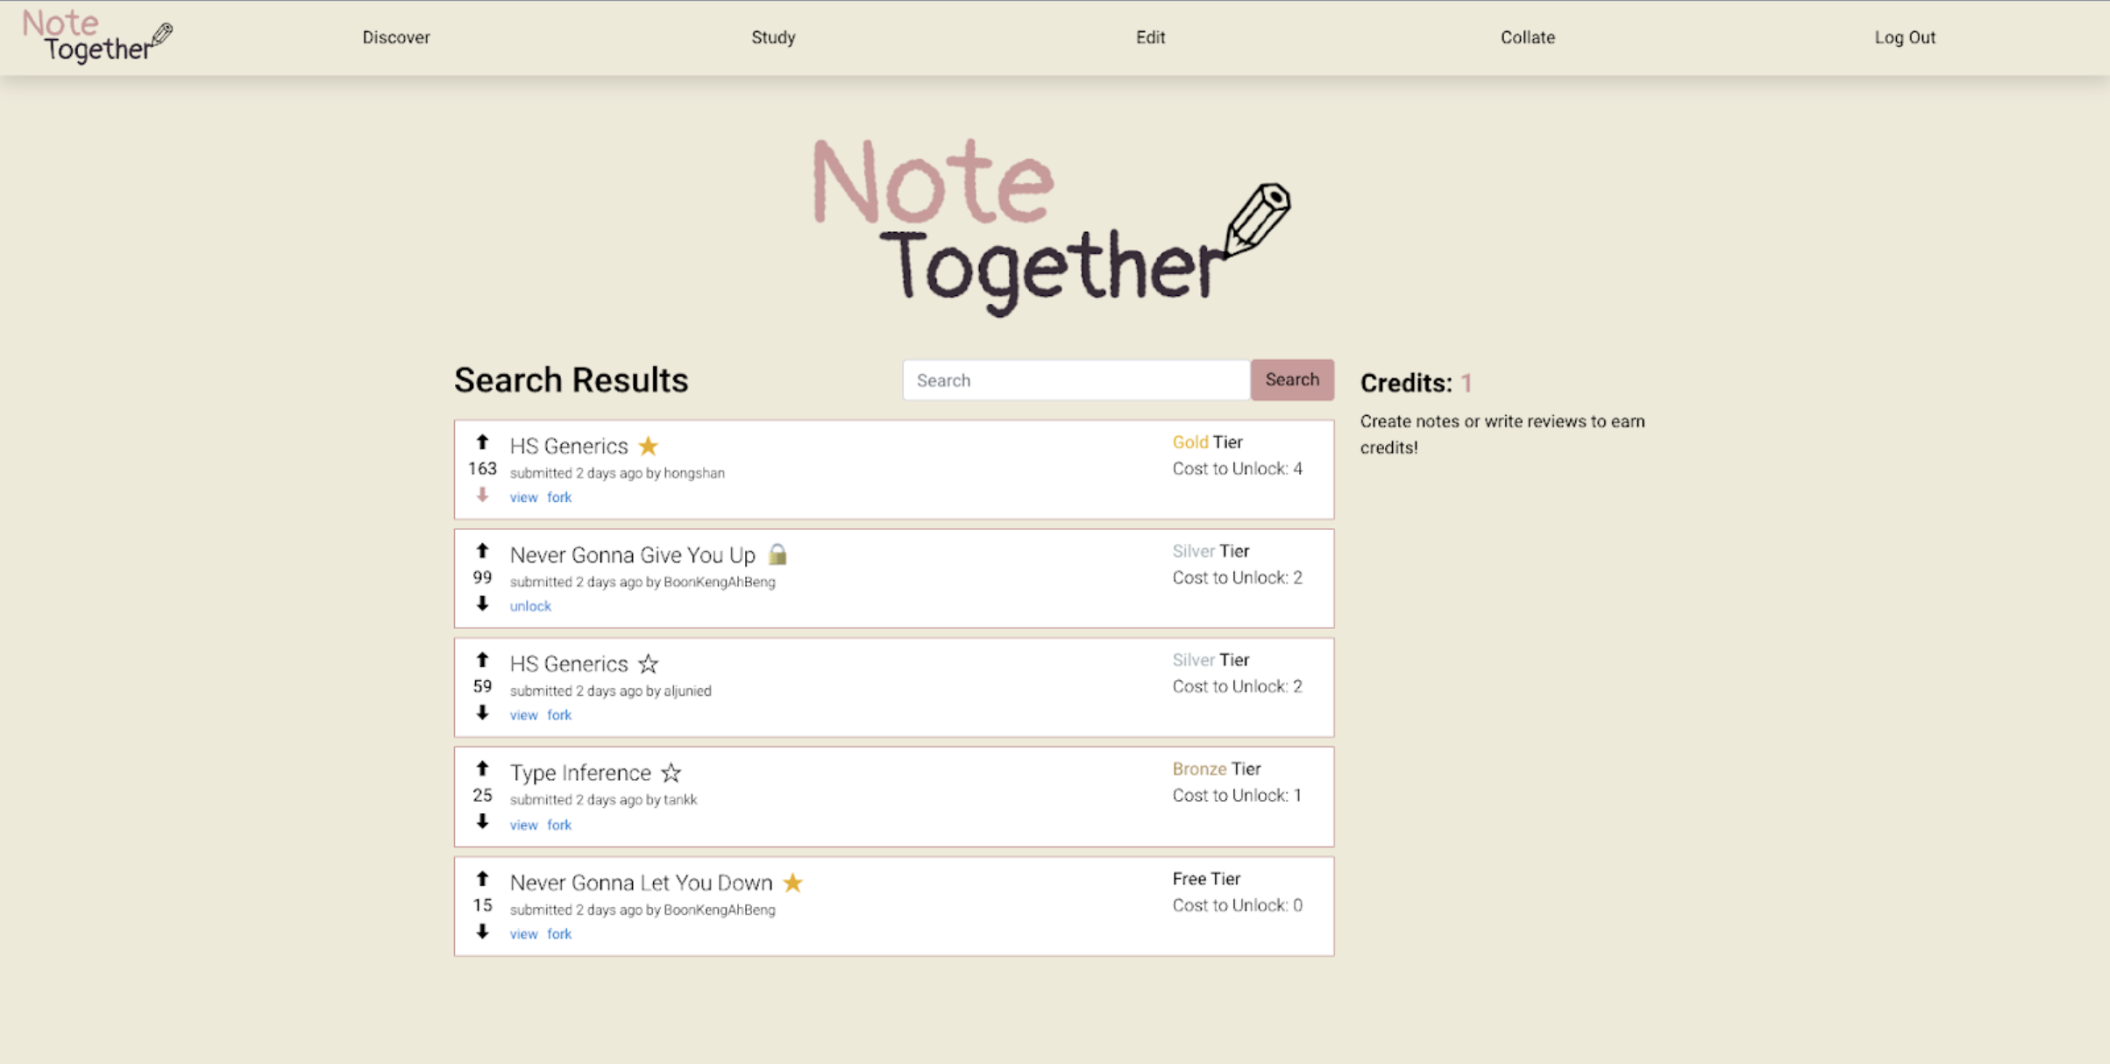 Note
Together
Discover
Study
Edit
Collate
Log Out
Note
Together
Search Results
Search
Search
Credits: 1
Create notes or write reviews to earn
credits!
HS Generics
163
submitted 2 days ago by hongshan
view fork
Gold Tier
Cost to Unlock: 4
Never Gonna Give You Up
99
submitted 2 days ago by BoonKengAhBeng
unlock
Silver Tier
Cost to Unlock: 2
HS Generics
59
submitted 2 days ago by aljunied
view fork
Silver Tier
Cost to Unlock: 2
Type Inference
25
submitted 2 days ago by tankk
view fork
Bronze Tier
Cost to Unlock: 1
Never Gonna Let You Down
15
submitted 2 days ago by BoonKengAhBeng
view fork
Free Tier
Cost to Unlock: 0